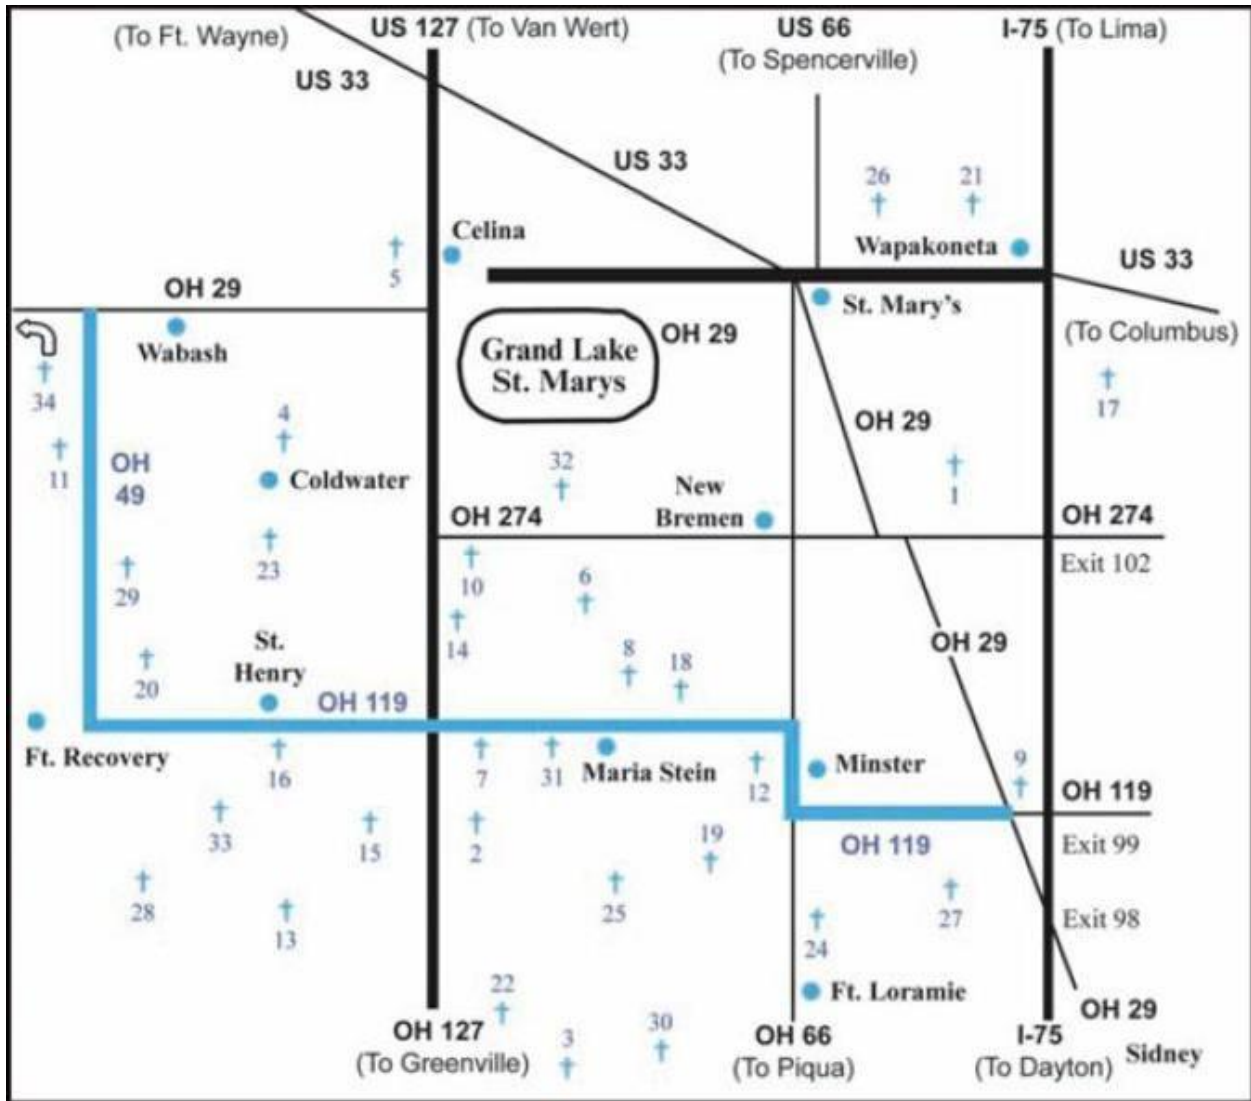 (To Ft. Wayne)
US 127 (To Van Wert)
US 66
(To Spencerville)
I-75 (To Lima)
US 33
US 33
26
21
Celina
Wapakoneta
US 33
5
OH 29
St. Mary's
(To Columbus)
Wabash
Grand Lake
St. Marys
OH 29
34
17
4
OH 29
11
OH
49
Coldwater
32
1
New
Bremen
OH 274
OH 274
Exit 102
23
29
10
6
14
St.
Henry
8
18
OH 29
20
OH 119
Ft. Recovery
16
7
31
Maria Stein
12
Minster
9
OH 119
33
15
2
19
OH 119
Exit 99
28
13
25
24
27
Exit 98
22
Ft. Loramie
3
30
OH 127
(To Greenville)
OH 66
(To Piqua)
I-75
(To Dayton)
OH 29
Sidney